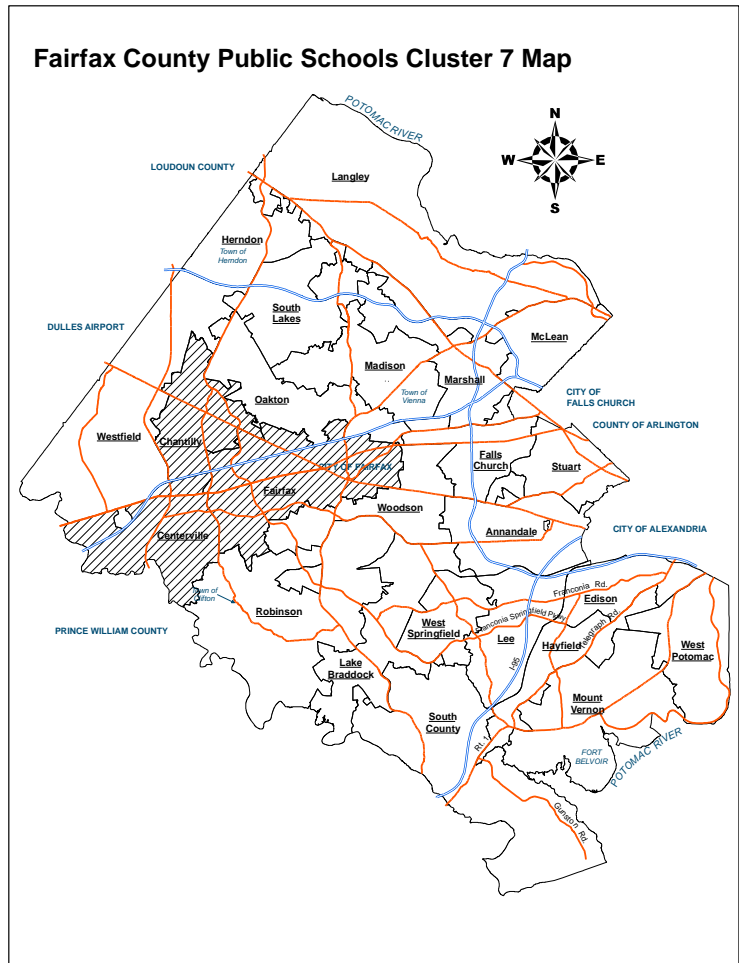 Fairfax County Public Schools Cluster 7 Map
POTOMAC RIVER
N
W E
S
LOUDOUN COUNTY
Langley
Herndon
Town of
Herndon
South
Lakes
DULLES AIRPORT
McLean
Madison
Marshall
Town of
Vienna
Oakton
CITY OF
FALLS CHURCH
COUNTY OF ARLINGTON
Westfield
Chantilly
CITY OF FAIRFAX
Falls
Church
Stuart
Fairfax
Woodson
Centerville
Annandale
CITY OF ALEXANDRIA
Town of
Clifton
Robinson
Franconia Rd.
Edison
Franconia Springfield Pkwy
Telegraph Rd.
PRINCE WILLIAM COUNTY
West
Springfield
Lee
Hayfield
West
Potomac
I-95
Lake
Braddock
Mount
Vernon
South
County
Rt. 1
FORT
BELVOIR
POTOMAC RIVER
Gunston Rd.